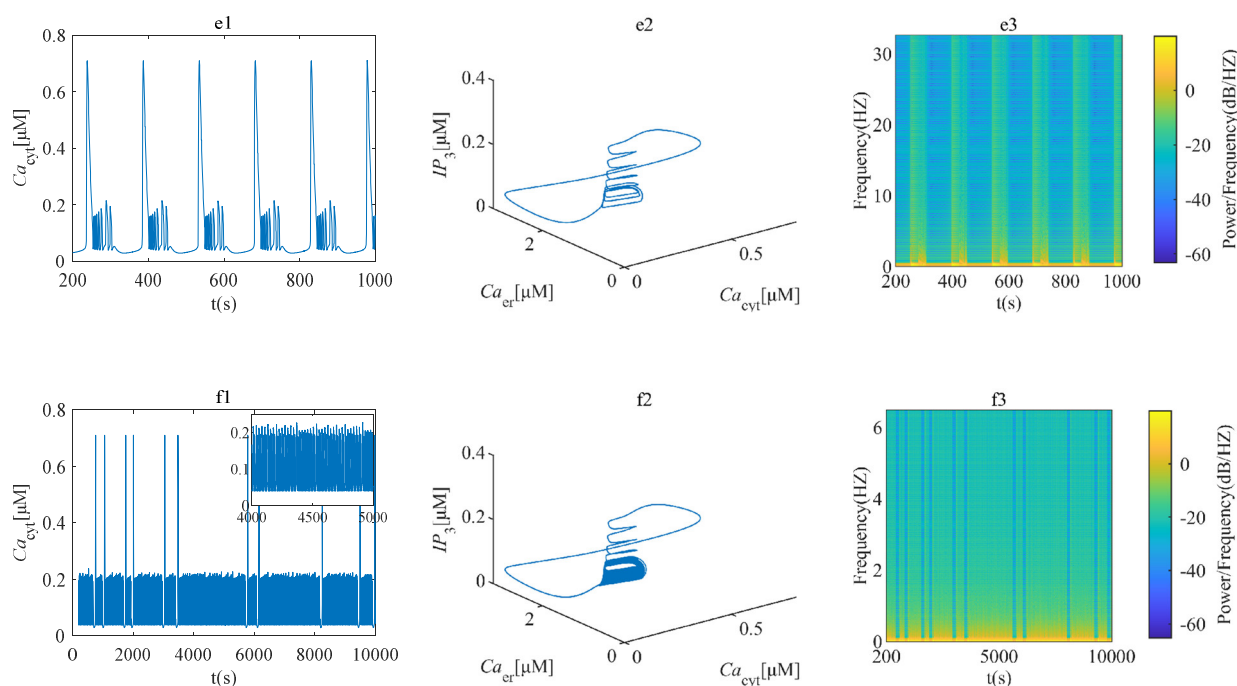 e1
0.8
0.6
0.4
0.2
0
200 400 600 800 1000
t(s)
Ca_cyt[μM]
e2
0.4
0.2
0
2
0 0
0.5
IP_3[μM]
Ca_er[μM]
Ca_cyt[μM]
e3
30
20
10
0
200 400 600 800 1000
t(s)
Frequency(HZ)
0
-20
-40
-60
Power/Frequency(dB/HZ)
f1
0.8
0.6
0.4
0.2
0
0 2000 4000 6000 8000 10000
t(s)
Ca_cyt[μM]
0.2
0.1
0
4000 4500 5000
f2
0.4
0.2
0
2
0 0
0.5
IP_3[μM]
Ca_er[μM]
Ca_cyt[μM]
f3
6
4
2
0
200 5000 10000
t(s)
Frequency(HZ)
0
-20
-40
-60
Power/Frequency(dB/HZ)